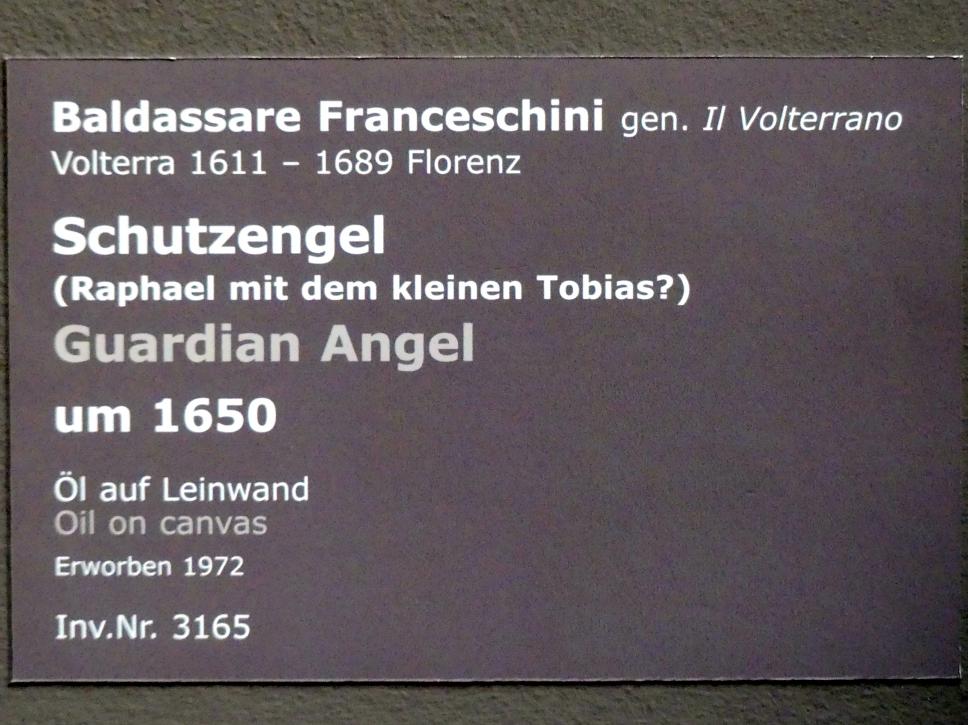 Baldassare Franceschini gen. Il Volterrano
Volterra 1611 – 1689 Florenz
Schutzengel
(Raphael mit dem kleinen Tobias?)
Guardian Angel
um 1650
Öl auf Leinwand
Oil on canvas
Erworben 1972
Inv.Nr. 3165